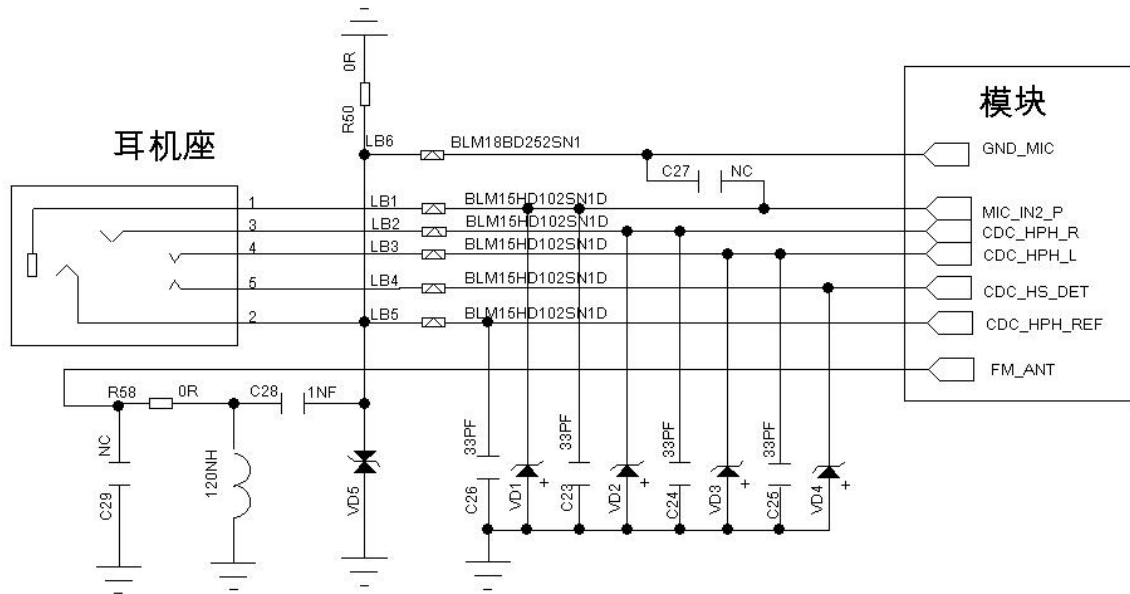 0R
R50
模块
耳机座
LB6
BLM18BD252SN1
GND_MIC
C27
NC
1
LB1
BLM15HD102SN1D
MIC_IN2_P
3
LB2
BLM15HD102SN1D
CDC_HPH_R
4
LB3
BLM15HD102SN1D
CDC_HPH_L
5
LB4
BLM15HD102SN1D
CDC_HS_DET
2
LB5
BLM15HD102SN1D
CDC_HPH_REF
FM_ANT
R58
0R
C28
1NF
NC
C29
120NH
VD5
33PF
C26
VD1
+
33PF
C23
VD2
+
33PF
C24
VD3
+
33PF
C25
VD4
+